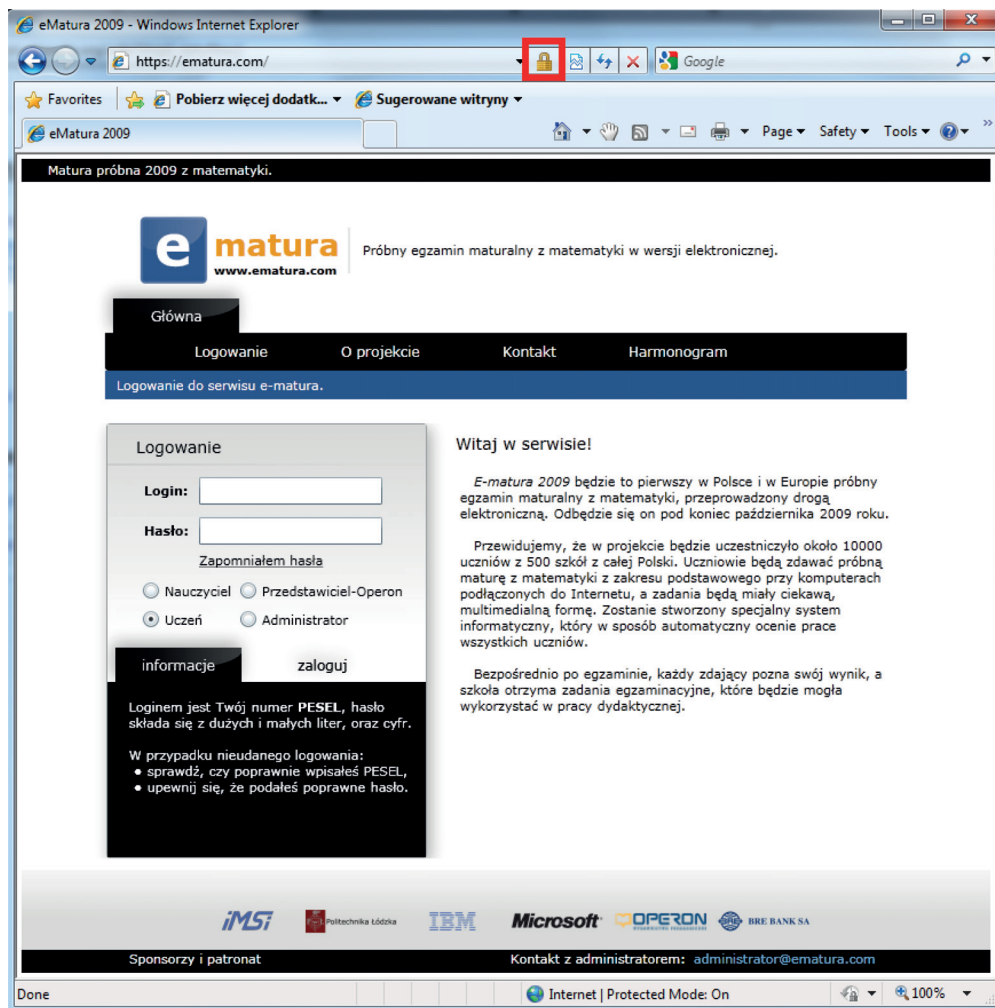 eMatura 2009 - Windows Internet Explorer
https://ematura.com/
Google
Favorites
Pobierz więcej dodatk...
Sugerowane witryny
eMatura 2009
Page
Safety
Tools
Matura próbna 2009 z matematyki.
e matura
www.ematura.com
Próbny egzamin maturalny z matematyki w wersji elektronicznej.
Główna
Logowanie
O projekcie
Kontakt
Harmonogram
Logowanie do serwisu e-matura.
Logowanie
Login:
Hasło:
Zapomniałem hasła
Nauczyciel
Przedstawiciel-Operon
Uczeń
Administrator
informacje
zaloguj
Loginem jest Twój numer PESEL, hasło
składa się z dużych i małych liter, oraz cyfr.
W przypadku nieudanego logowania:
• sprawdź, czy poprawnie wpisałeś PESEL,
• upewnij się, że podałeś poprawne hasło.
Witaj w serwisie!
E-matura 2009 będzie to pierwszy w Polsce i w Europie próbny
egzamin maturalny z matematyki, przeprowadzony drogą
elektroniczną. Odbędzie się on pod koniec października 2009 roku.
Przewidujemy, że w projekcie będzie uczestniczyło około 10000
uczniów z 500 szkół z całej Polski. Uczniowie będą zdawać próbną
maturę z matematyki z zakresu podstawowego przy komputerach
podłączonych do Internetu, a zadania będą miały ciekawą,
multimedialną formę. Zostanie stworzony specjalny system
informatyczny, który w sposób automatyczny ocenie prace
wszystkich uczniów.
Bezpośrednio po egzaminie, każdy zdający pozna swój wynik, a
szkoła otrzyma zadania egzaminacyjne, które będzie mogła
wykorzystać w pracy dydaktycznej.
iMSi
Politechnika Łódzka
IBM
Microsoft
OPERON
BRE BANK SA
Sponsorzy i patronat
Kontakt z administratorem: administrator@ematura.com
Done
Internet | Protected Mode: On
100%